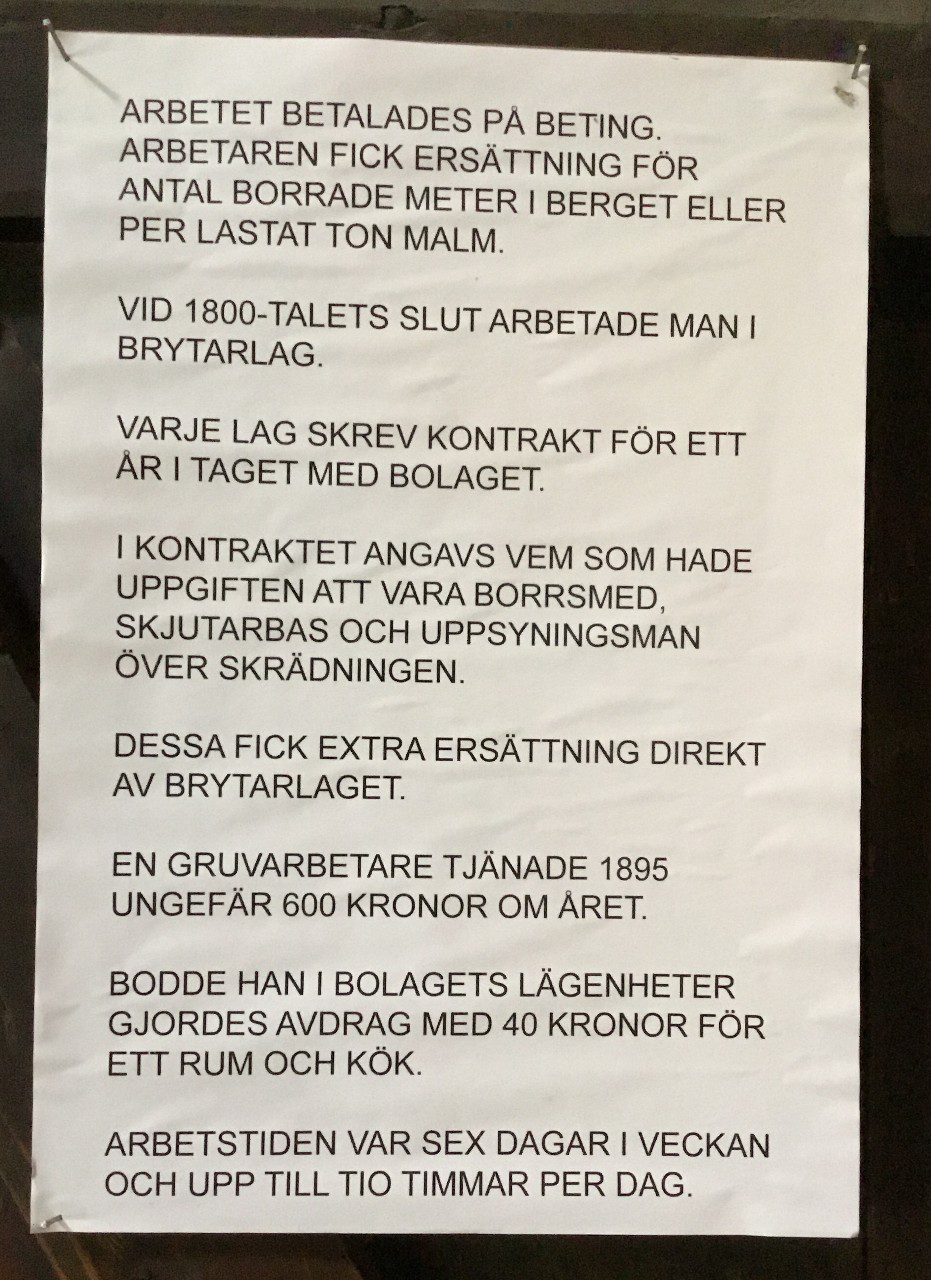 ARBETET BETALADES PÅ BETING.
ARBETAREN FICK ERSÄTTNING FÖR
ANTAL BORRADE METER I BERGET ELLER
PER LASTAT TON MALM.
VID 1800-TALETS SLUT ARBETADE MAN I
BRYTARLAG.
VARJE LAG SKREV KONTRAKT FÖR ETT
ÅR I TAGET MED BOLAGET.
I KONTRAKTET ANGAVS VEM SOM HADE
UPPGIFTEN ATT VARA BORRSMED,
SKJUTARBAS OCH UPPSYNINGSMAN
ÖVER SKRÄDNINGEN.
DESSA FICK EXTRA ERSÄTTNING DIREKT
AV BRYTARLAGET.
EN GRUVARBETARE TJÄNADE 1895
UNGEFÄR 600 KRONOR OM ÅRET.
BODDE HAN I BOLAGETS LÄGENHETER
GJORDES AVDRAG MED 40 KRONOR FÖR
ETT RUM OCH KÖK.
ARBETSTIDEN VAR SEX DAGAR I VECKAN
OCH UPP TILL TIO TIMMAR PER DAG.